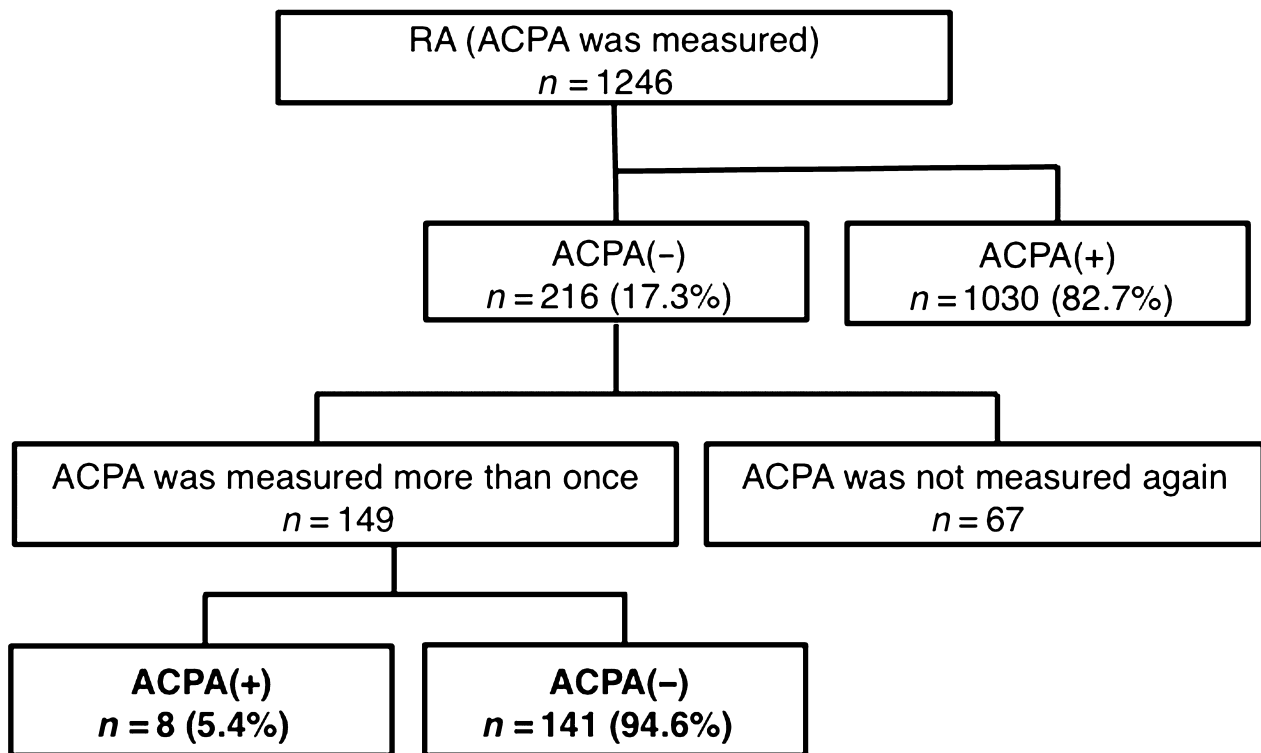 RA (ACPA was measured)
n = 1246
ACPA(−)
n = 216 (17.3%)
ACPA(+)
n = 1030 (82.7%)
ACPA was measured more than once
n = 149
ACPA was not measured again
n = 67
ACPA(+)
n = 8 (5.4%)
ACPA(−)
n = 141 (94.6%)